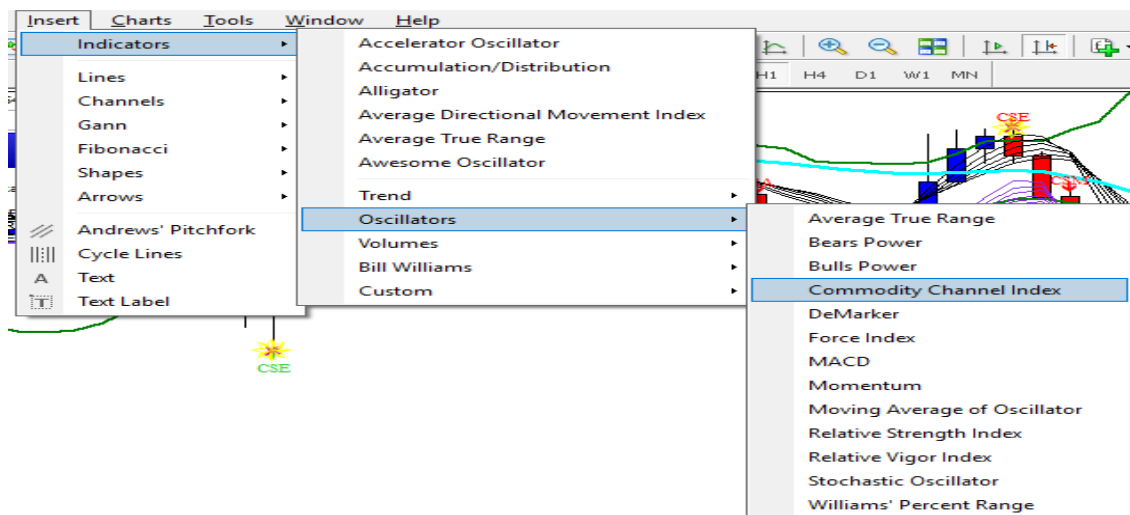 Insert Charts Tools Window Help
Indicators
Lines
Channels
Gann
Fibonacci
Shapes
Arrows
Andrews' Pitchfork
Cycle Lines
A Text
T Text Label
Accelerator Oscillator
Accumulation/Distribution
Alligator
Average Directional Movement Index
Average True Range
Awesome Oscillator
Trend
Oscillators
Volumes
Bill Williams
Custom
H1 H4 D1 W1 MN
CSE
Average True Range
Bears Power
Bulls Power
Commodity Channel Index
DeMarker
Force Index
MACD
Momentum
Moving Average of Oscillator
Relative Strength Index
Relative Vigor Index
Stochastic Oscillator
Williams' Percent Range
CSE